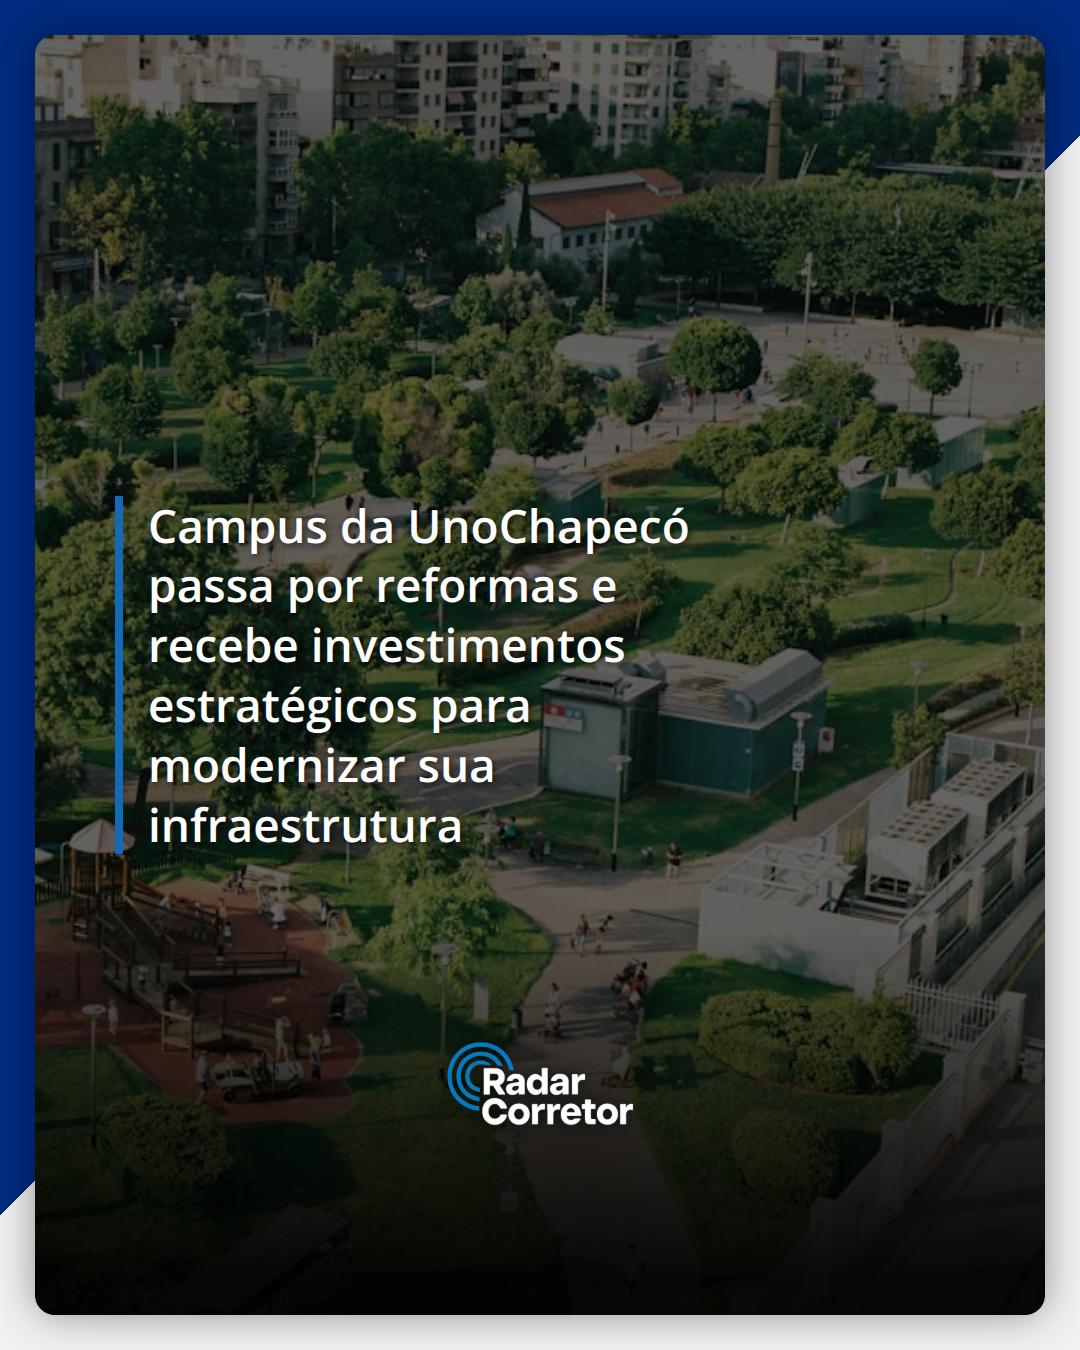 Campus da UnoChapecó
passa por reformas e
recebe investimentos
estratégicos para
modernizar sua
infraestrutura
Radar
Corretor